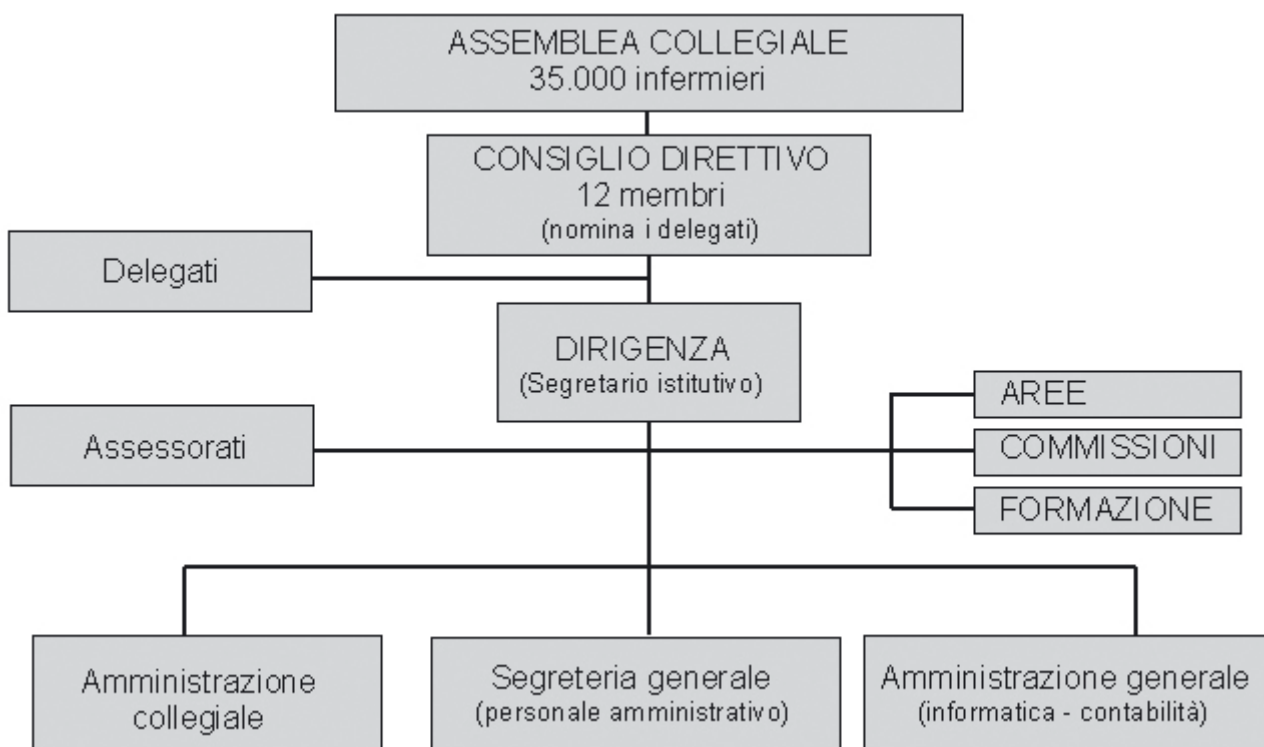 ASSEMBLEA COLLEGIALE
35.000 infermieri
CONSIGLIO DIRETTIVO
12 membri
(nomina i delegati)
Delegati
DIRIGENZA
(Segretario istitutivo)
Assessorati
AREE
COMMISSIONI
FORMAZIONE
Amministrazione
collegiale
Segreteria generale
(personale amministrativo)
Amministrazione generale
(informatica - contabilità)